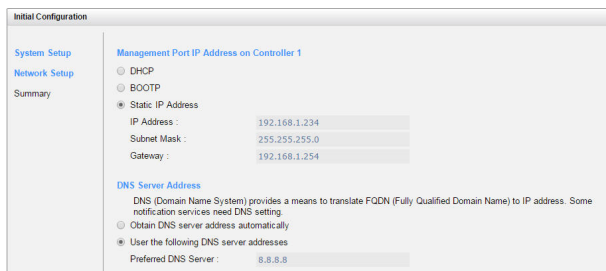 Initial Configuration
System Setup
Network Setup
Summary
Management Port IP Address on Controller 1
DHCP
BOOTP
Static IP Address
IP Address : 192.168.1.234
Subnet Mask : 255.255.255.0
Gateway : 192.168.1.254
DNS Server Address
DNS (Domain Name System) provides a means to translate FQDN (Fully Qualified Domain Name) to IP address. Some
notification services need DNS setting.
Obtain DNS server address automatically
User the following DNS server addresses
Preferred DNS Server : 8.8.8.8